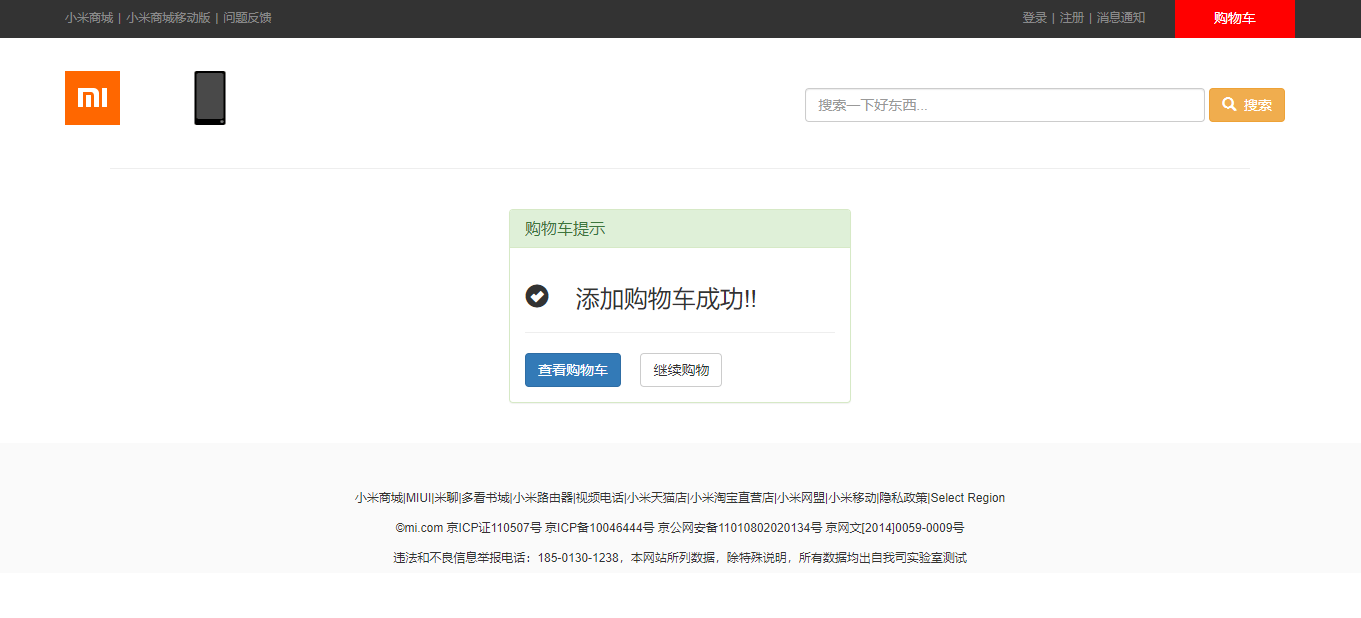 小米商城 | 小米商城移动版 | 问题反馈
登录 | 注册 | 消息通知
购物车
搜索一下好东西...
搜索
购物车提示
添加购物车成功!!
查看购物车
继续购物
小米商城|MIUI|米聊|多看书城|小米路由器|视频电话|小米天猫店|小米淘宝直营店|小米网盟|小米移动|隐私政策|Select Region
©mi.com 京ICP证110507号 京ICP备10046444号 京公网安备11010802020134号 京网文[2014]0059-0009号
违法和不良信息举报电话：185-0130-1238，本网站所列数据，除特殊说明，所有数据均出自我司实验室测试